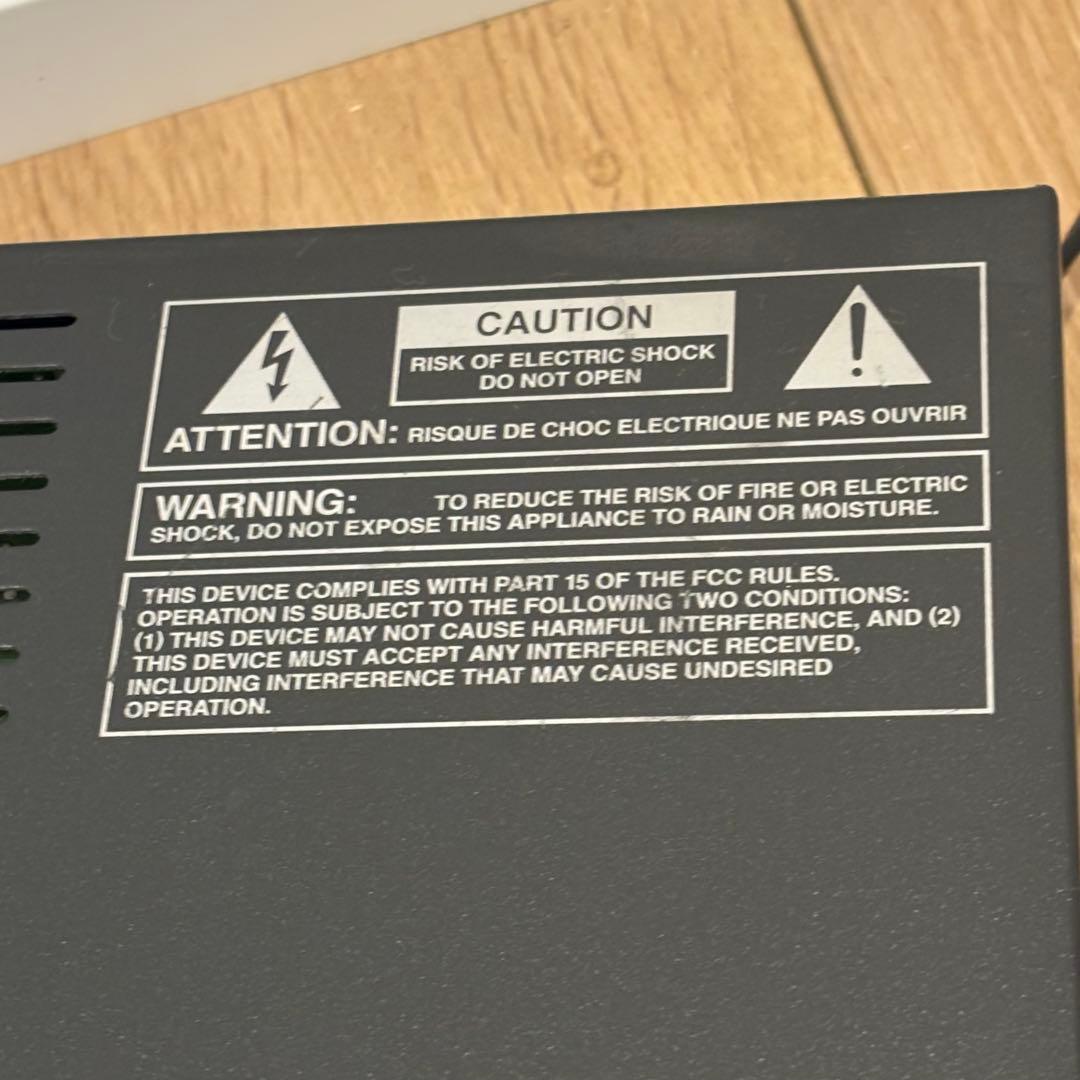 CAUTION
RISK OF ELECTRIC SHOCK
DO NOT OPEN
ATTENTION: RISQUE DE CHOC ELECTRIQUE NE PAS OUVRIR
WARNING: TO REDUCE THE RISK OF FIRE OR ELECTRIC
SHOCK, DO NOT EXPOSE THIS APPLIANCE TO RAIN OR MOISTURE.
THIS DEVICE COMPLIES WITH PART 15 OF THE FCC RULES.
OPERATION IS SUBJECT TO THE FOLLOWING TWO CONDITIONS:
(1) THIS DEVICE MAY NOT CAUSE HARMFUL INTERFERENCE, AND (2)
THIS DEVICE MUST ACCEPT ANY INTERFERENCE RECEIVED,
INCLUDING INTERFERENCE THAT MAY CAUSE UNDESIRED
OPERATION.